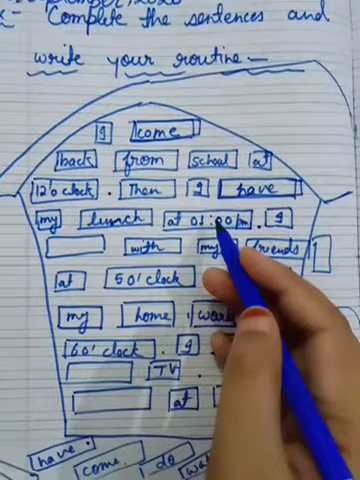 Complete the sentences and
write your routine :-
I come
back from school at
12 o'clock. Then I have
my lunch at 01:00 pm. I
with my friends
at 5 o'clock
my home work
6 o'clock. I
TV.
at
have. come. do